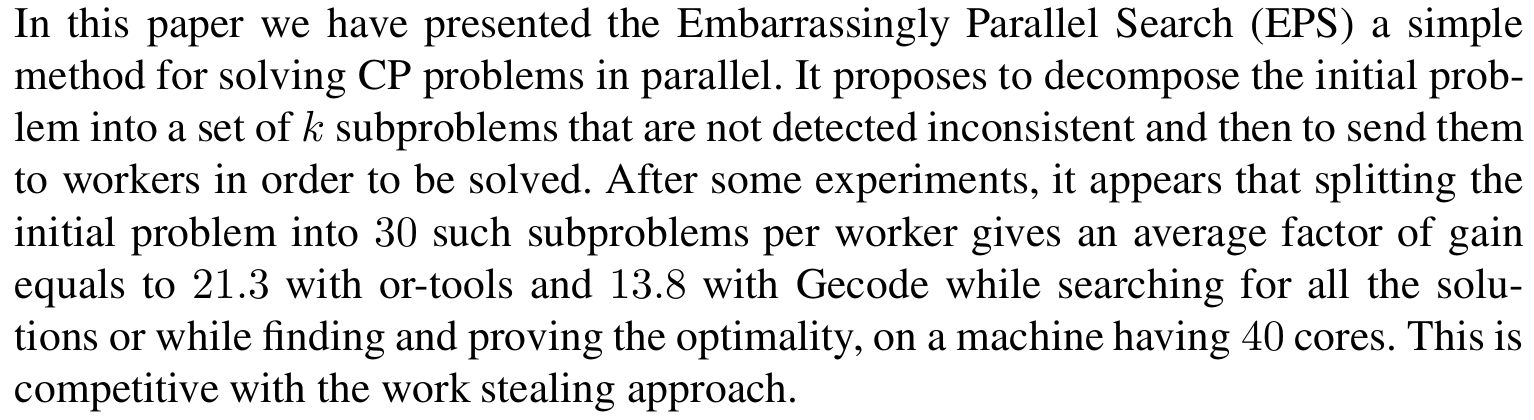 In this paper we have presented the Embarrassingly Parallel Search (EPS) a simple
method for solving CP problems in parallel. It proposes to decompose the initial prob-
lem into a set of k subproblems that are not detected inconsistent and then to send them
to workers in order to be solved. After some experiments, it appears that splitting the
initial problem into 30 such subproblems per worker gives an average factor of gain
equals to 21.3 with or-tools and 13.8 with Gecode while searching for all the solu-
tions or while finding and proving the optimality, on a machine having 40 cores. This is
competitive with the work stealing approach.